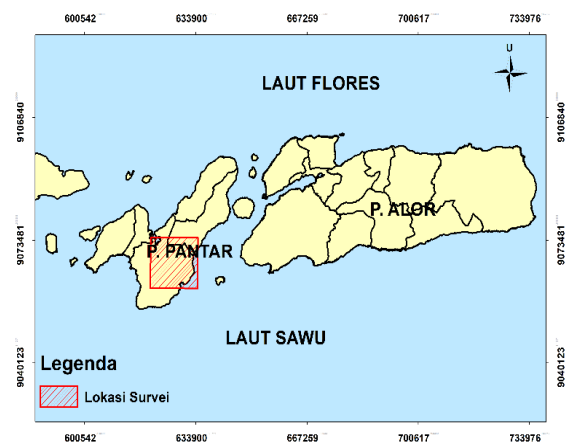 600542 633900 667259 700617 733976
U
LAUT FLORES
9106840 9106840
P. ALOR
9073481 9073481
P. PANTAR
LAUT SAWU
9040123 9040123
Legenda
Lokasi Survei
600542 633900 667259 700617 733976